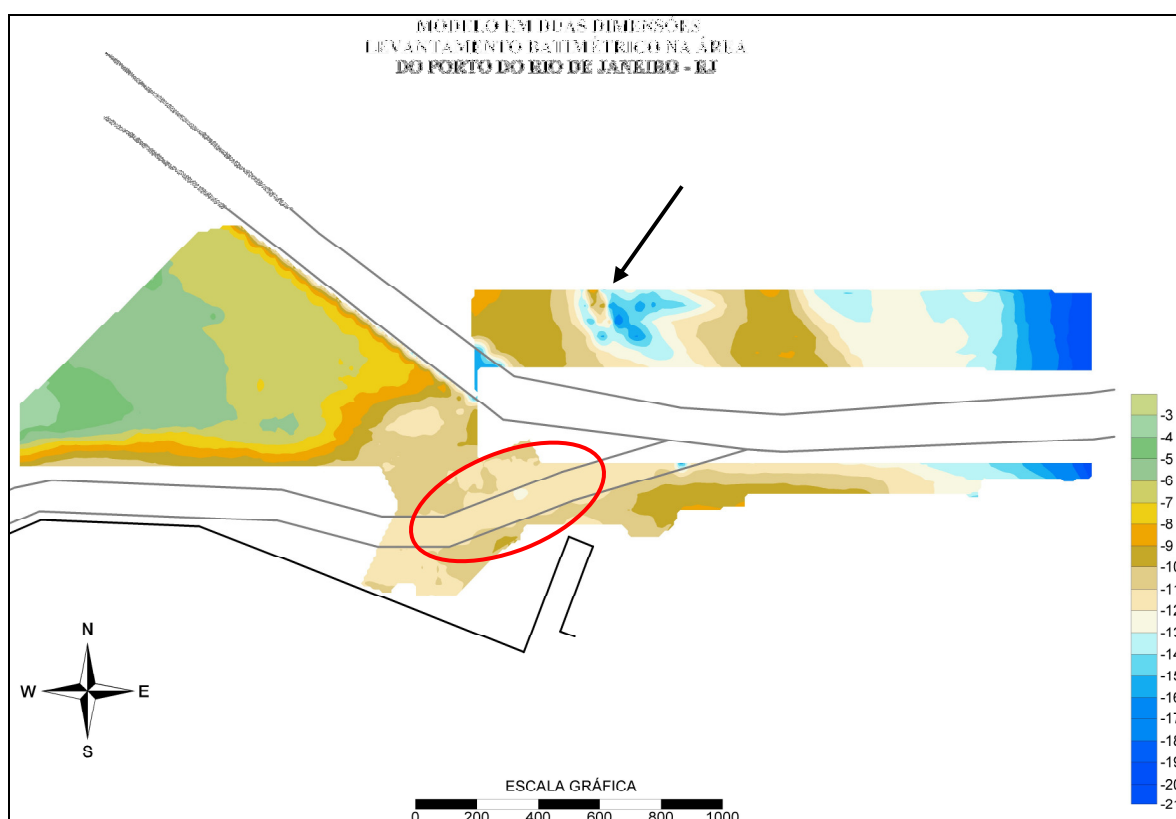 MODELO EM DUAS DIMENSÕES
LEVANTAMENTO BATIMÉTRICO NA ÁREA
DO PORTO DO RIO DE JANEIRO - RJ
-3
-4
-5
-6
-7
-8
-9
-10
-11
-12
-13
-14
-15
-16
-17
-18
-19
-20
-21
N
W
E
S
ESCALA GRÁFICA
0 200 400 600 800 1000